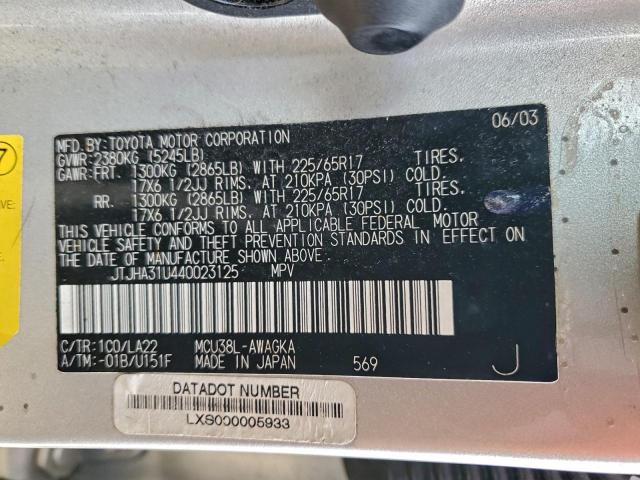 06/03
MFD. BY: TOYOTA MOTOR CORPORATION
GVWR: 2380KG (5245LB)
GAWR: FRT. 1300KG (2865LB) WITH 225/65R17 TIRES.
17X6 1/2JJ RIMS. AT 210KPA (30PSI) COLD.
RR. 1300KG (2865LB) WITH 225/65R17 TIRES.
17X6 1/2JJ RIMS. AT 210KPA (30PSI) COLD.
THIS VEHICLE CONFORMS TO ALL APPLICABLE FEDERAL MOTOR
VEHICLE SAFETY AND THEFT PREVENTION STANDARDS IN EFFECT ON
THE DATE OF MANUFACTURE SHOWN ABOVE.
JTJHA31U440023125 MPV
C/TR: 1C0/LA22 MCU38L-AWAGKA
A/TM: -01B/U151F MADE IN JAPAN 569 J
DATADOT NUMBER
LXS000005933